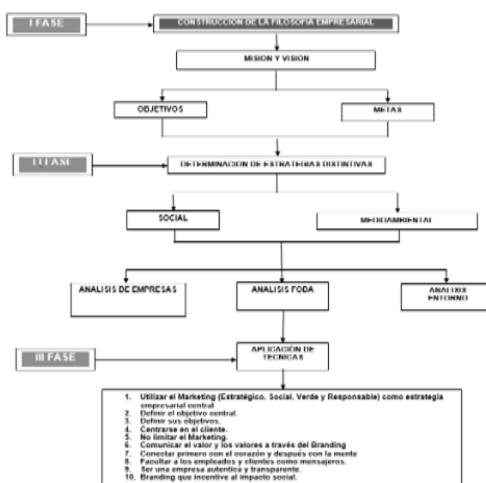 I FASE
CONSTRUCCION DE LA FILOSOFIA EMPRESARIAL
MISION Y VISION
OBJETIVOS
METAS
II FASE
DETERMINACION DE ESTRATEGIAS DISTINTIVAS
SOCIAL
MEDIOAMBIENTAL
ANALISIS DE EMPRESAS
ANALISIS FODA
ANALISIS
ENTORNO
III FASE
APLICACIÓN DE
TECNICAS
1. Utilizar el Marketing (Estratégico, Social, Verde y Responsable) como estrategia
empresarial central
2. Definir el objetivo central.
3. Definir sus objetivos.
4. Centrarse en el cliente.
5. No limitar el Marketing.
6. Comunicar el valor y los valores a través del Branding
7. Conectar primero con el corazón y después con la mente
8. Facultar a los empleados y clientes como mensajeros.
9. Ser una empresa autentica y transparente.
10. Branding que incentive al impacto social.